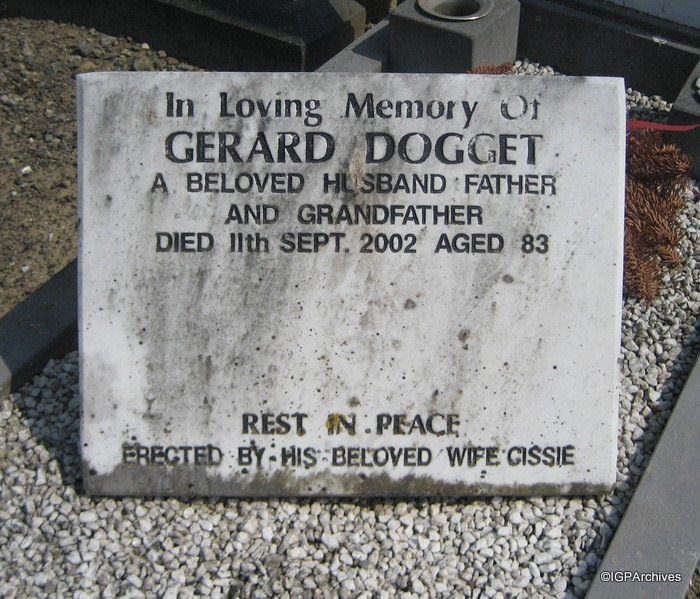 In Loving Memory Of
GERARD DOGGET
A BELOVED HUSBAND FATHER
AND GRANDFATHER
DIED 11th SEPT. 2002 AGED 83
REST IN PEACE
ERECTED BY HIS BELOVED WIFE CISSIE
©IGPArchives